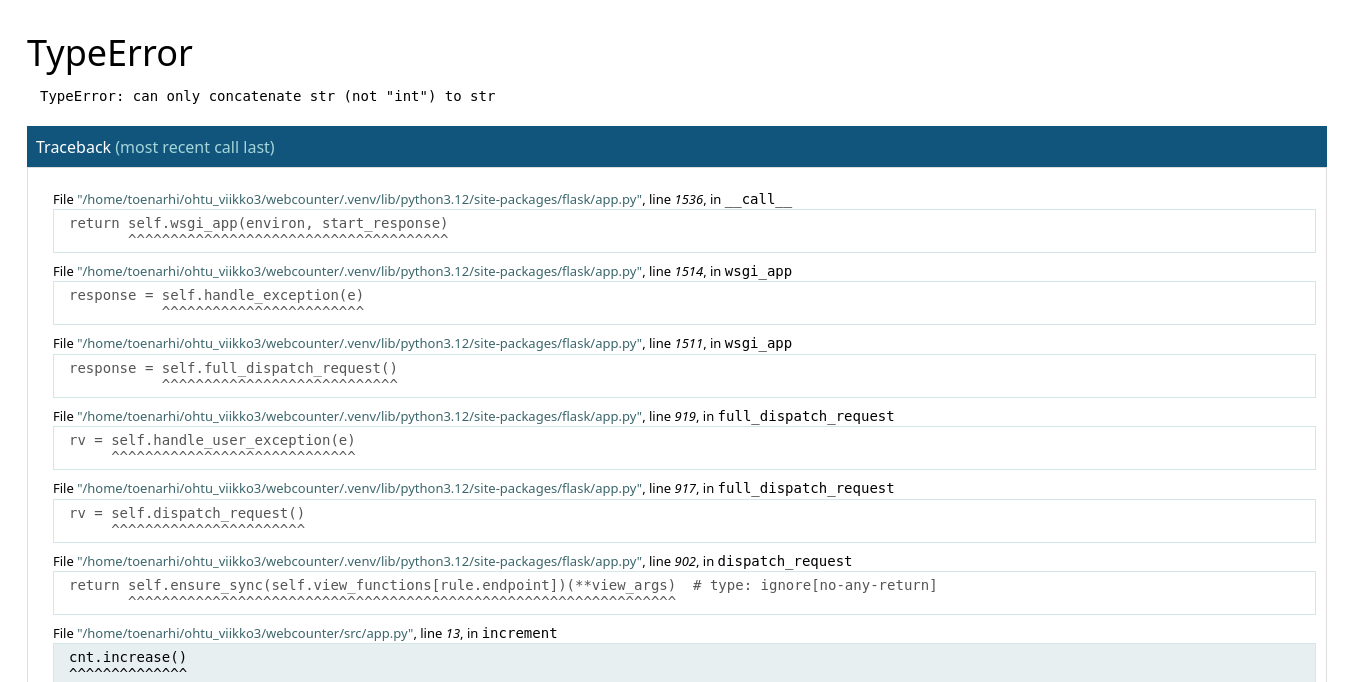 TypeError
TypeError: can only concatenate str (not "int") to str
Traceback (most recent call last)
File "/home/toenarhi/ohtu_viikko3/webcounter/.venv/lib/python3.12/site-packages/flask/app.py", line 1536, in __call__
return self.wsgi_app(environ, start_response)
^^^^^^^^^^^^^^^^^^^^^^^^^^^^^^^^^^^^^^
File "/home/toenarhi/ohtu_viikko3/webcounter/.venv/lib/python3.12/site-packages/flask/app.py", line 1514, in wsgi_app
response = self.handle_exception(e)
^^^^^^^^^^^^^^^^^^^^^^^^
File "/home/toenarhi/ohtu_viikko3/webcounter/.venv/lib/python3.12/site-packages/flask/app.py", line 1511, in wsgi_app
response = self.full_dispatch_request()
^^^^^^^^^^^^^^^^^^^^^^^^^^^^
File "/home/toenarhi/ohtu_viikko3/webcounter/.venv/lib/python3.12/site-packages/flask/app.py", line 919, in full_dispatch_request
rv = self.handle_user_exception(e)
^^^^^^^^^^^^^^^^^^^^^^^^^^^^^
File "/home/toenarhi/ohtu_viikko3/webcounter/.venv/lib/python3.12/site-packages/flask/app.py", line 917, in full_dispatch_request
rv = self.dispatch_request()
^^^^^^^^^^^^^^^^^^^^^^^
File "/home/toenarhi/ohtu_viikko3/webcounter/.venv/lib/python3.12/site-packages/flask/app.py", line 902, in dispatch_request
return self.ensure_sync(self.view_functions[rule.endpoint])(**view_args)  # type: ignore[no-any-return]
^^^^^^^^^^^^^^^^^^^^^^^^^^^^^^^^^^^^^^^^^^^^^^^^^^^^^^^^^^^^^^^^^
File "/home/toenarhi/ohtu_viikko3/webcounter/src/app.py", line 13, in increment
cnt.increase()
^^^^^^^^^^^^^^